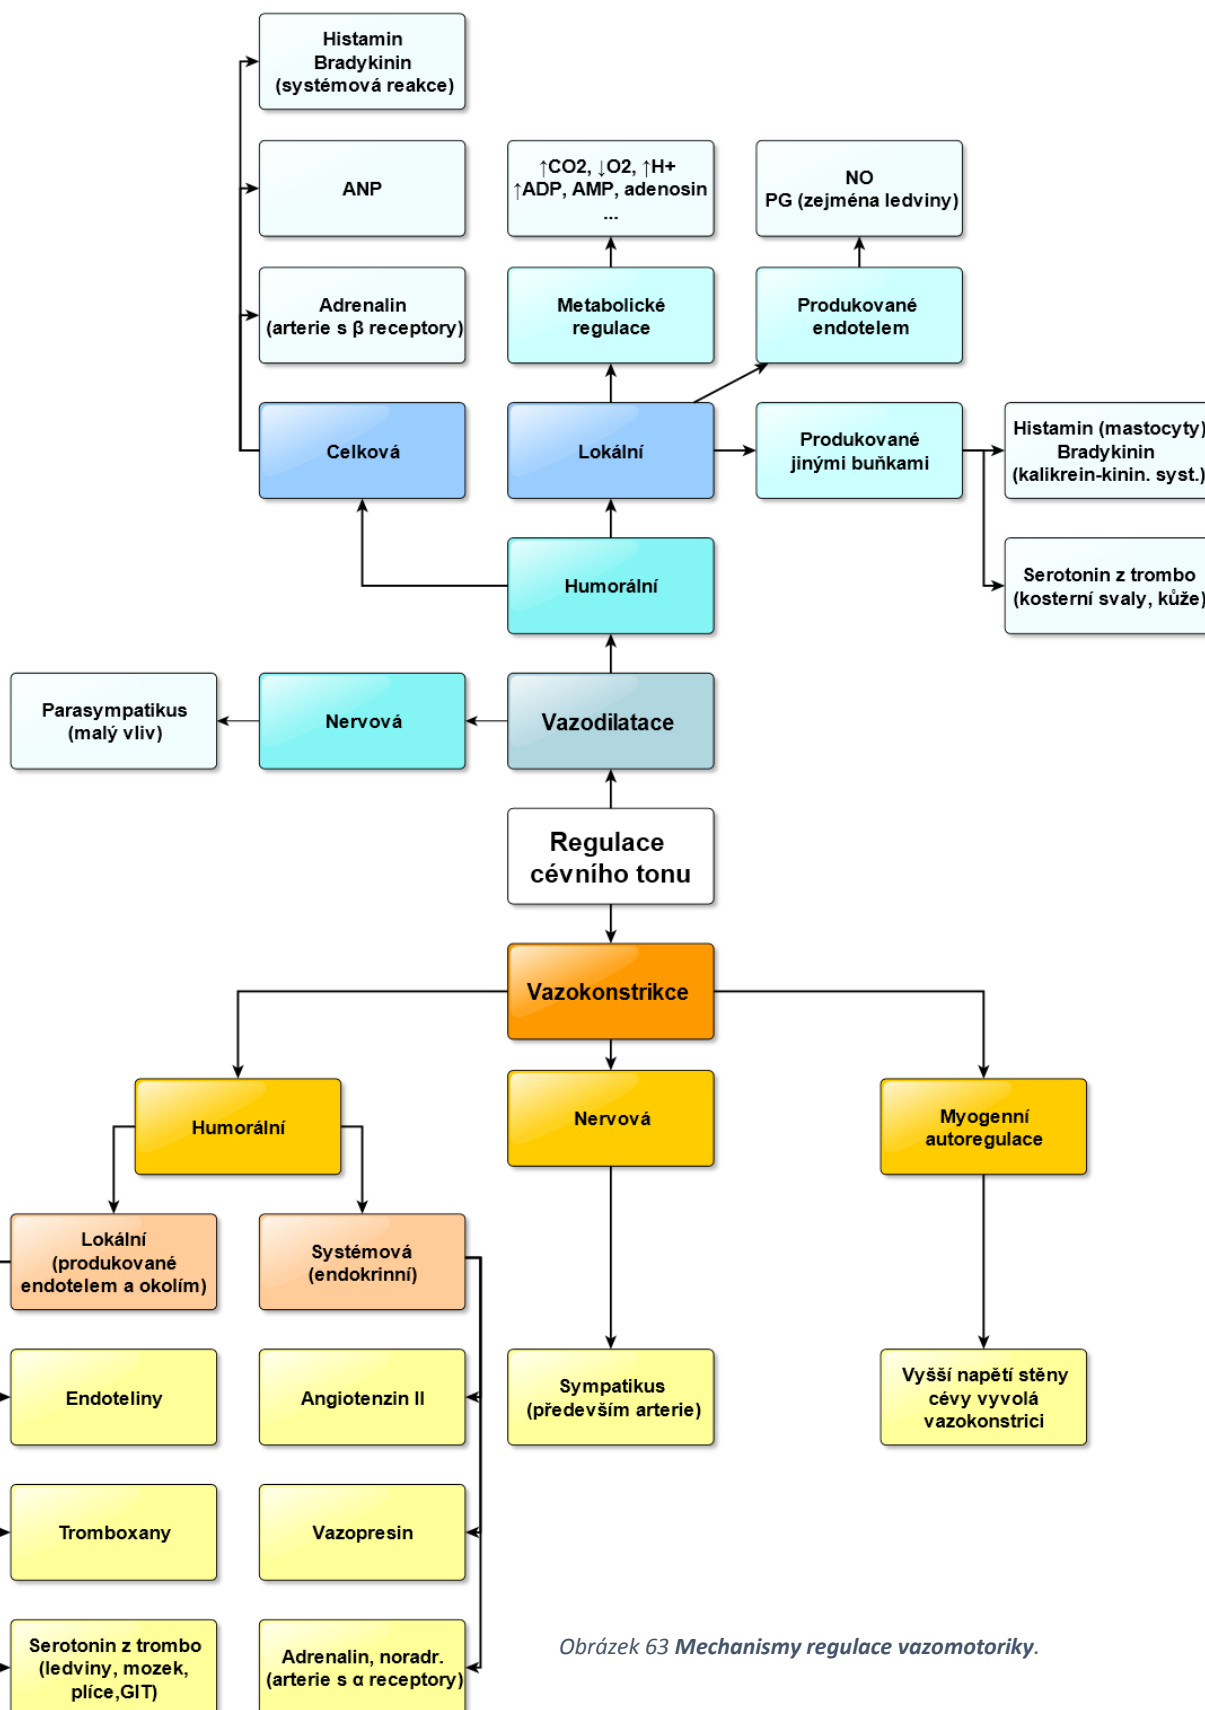 Histamin
Bradykinin
(systémová reakce)
ANP
↑CO2, ↓O2, ↑H+
↑ADP, AMP, adenosin
...
NO
PG (zejména ledviny)
Adrenalin
(arterie s β receptory)
Metabolické
regulace
Produkované
endotelem
Celková
Lokální
Produkované
jinými buňkami
Histamin (mastocyty)
Bradykinin
(kalikrein-kinin. syst.)
Humorální
Serotonin z trombo
(kosterní svaly, kůže)
Parasympatikus
(malý vliv)
Nervová
Vazodilatace
Regulace
cévního tonu
Vazokonstrikce
Humorální
Nervová
Myogenní
autoregulace
Lokální
(produkované
endotelem a okolím)
Systémová
(endokrinní)
Endoteliny
Angiotenzin II
Sympatikus
(především arterie)
Vyšší napětí stěny
cévy vyvolá
vazokonstrici
Tromboxany
Vazopresin
Serotonin z trombo
(ledviny, mozek,
plíce,GIT)
Adrenalin, noradr.
(arterie s α receptory)
Obrázek 63 Mechanismy regulace vazomotoriky.